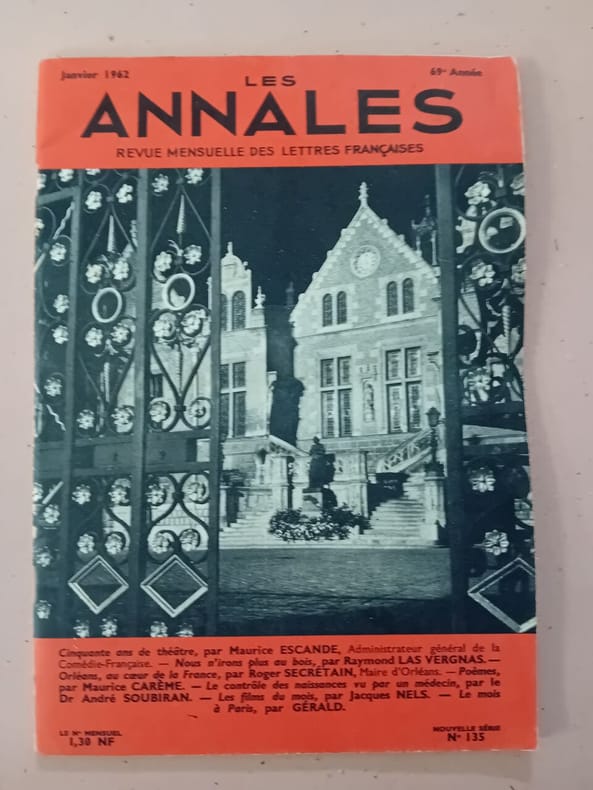 Janvier 1962
69e Année
LES
ANNALES
REVUE MENSUELLE DES LETTRES FRANÇAISES
Cinquante ans de théâtre, par Maurice ESCANDE, Administrateur général de la
Comédie-Française. — Nous n'irons plus au bois, par Raymond LAS VERGNAS. —
Orléans, au cœur de la France, par Roger SECRÉTAIN, Maire d'Orléans. — Poèmes,
par Maurice CARÊME. — Le contrôle des naissances vu par un médecin, par le
Dr André SOUBIRAN. — Les films du mois, par Jacques NELS. — Le mois
à Paris, par GÉRALD.
LE No MENSUEL
1,30 NF
NOUVELLE SÉRIE
No 135